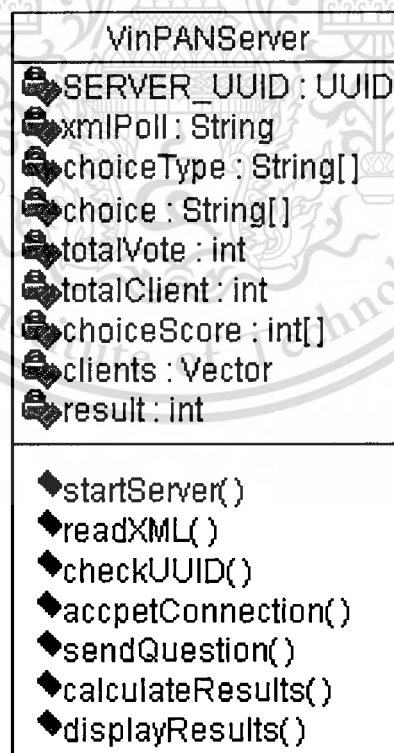 VinPANServer
SERVER_UUID : UUID
xmlPoll : String
choiceType : String[]
choice : String[]
totalVote : int
totalClient : int
choiceScore : int[]
clients : Vector
result : int
startServer()
readXML()
checkUUID()
accpetConnection()
sendQuestion()
calculateResults()
displayResults()